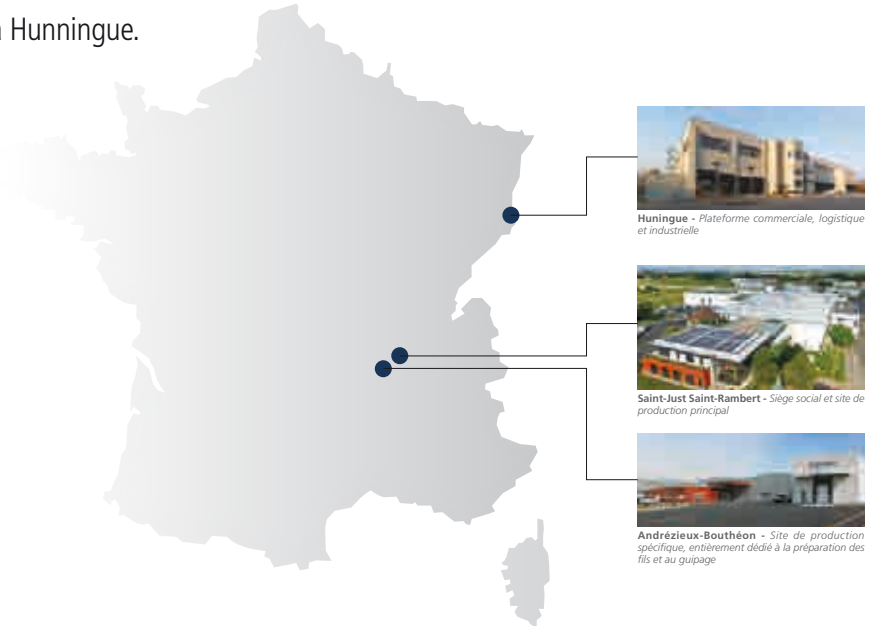 à Hunningue.
Huningue - Plateforme commerciale, logistique
et industrielle
Saint-Just Saint-Rambert - Siège social et site de
production principal
Andrézieux-Bouthéon - Site de production
spécifique, entièrement dédié à la préparation des
fils et au guipage